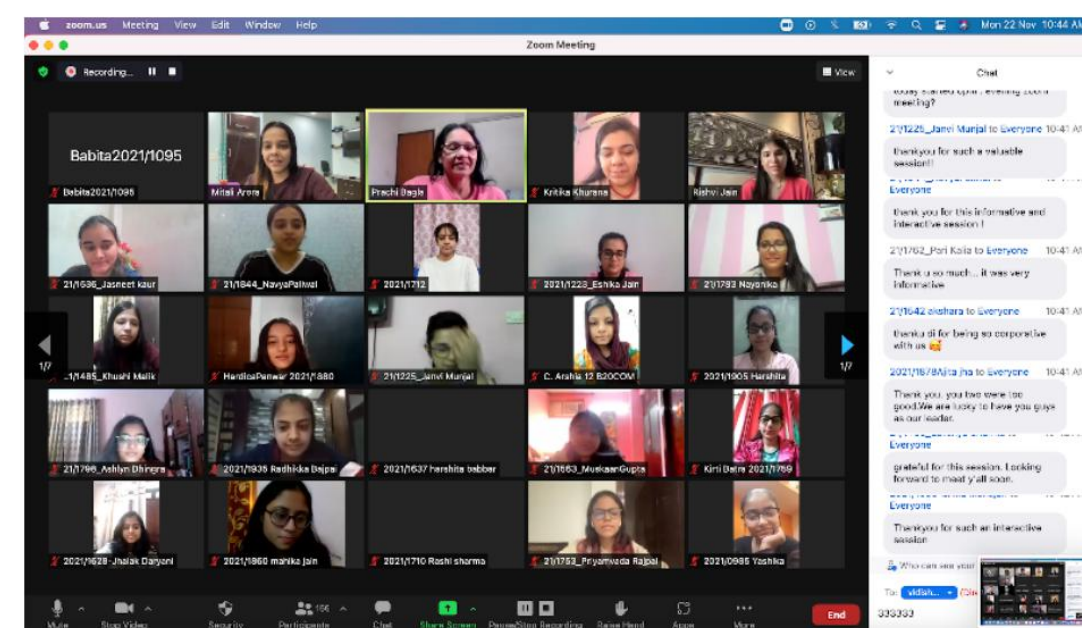 zoom.us Meeting View Edit Window Help
Mon 22 Nov 10:44 AM
Zoom Meeting
Recording...
View
Babita2021/1095
Babita2021/1095
Mitali Arora
Prachi Bagla
Kritika Khurana
Rishvi Jain
21/1636_Jasneet kaur
21/1844_NavyaPaliwal
2021/1712
2021/1223_Eshika Jain
21/1783 Nayonika
1/7
1/7
21/1485_Khushi Malik
HardicaPanwar 2021/1880
21/1225_Janvi Munjal
C. Arshia 12 B20COM
2021/1905 Harshita
21/1796_Ashlyn Dhingra
2021/1935 Radhikka Bajpai
2021/1637 harshita babbar
21/1563_MuskaanGupta
Kirti Batra 2021/1759
2021/1628-Jhalak Daryani
2021/1860 mahika jain
2021/1710 Rashi sharma
21/1753_Priyamvada Rajpal
2021/0985 Yashika
Mute
Stop Video
Security
166
Participants
Chat
Share Screen
Pause/Stop Recording
Raise Hand
Apps
More
End
Chat
meeting?
21/1225_Janvi Munjal to Everyone 10:41 AM
thankyou for such a valuable
session!!
Everyone
thank you for this informative and
interactive session !
21/1762_Pari Kalia to Everyone 10:41 AM
Thank u so much... it was very
informative
21/1542 akshara to Everyone 10:41 AM
thanku di for being so corporative
with us 🥰
2021/1878Ajita jha to Everyone 10:41 AM
Thank you, you two were too
good.We are lucky to have you guys
as our leader.
Everyone
grateful for this session. Looking
forward to meet y'all soon.
Everyone
Thankyou for such an interactive
session
Who can see your
To: vidish...
333333